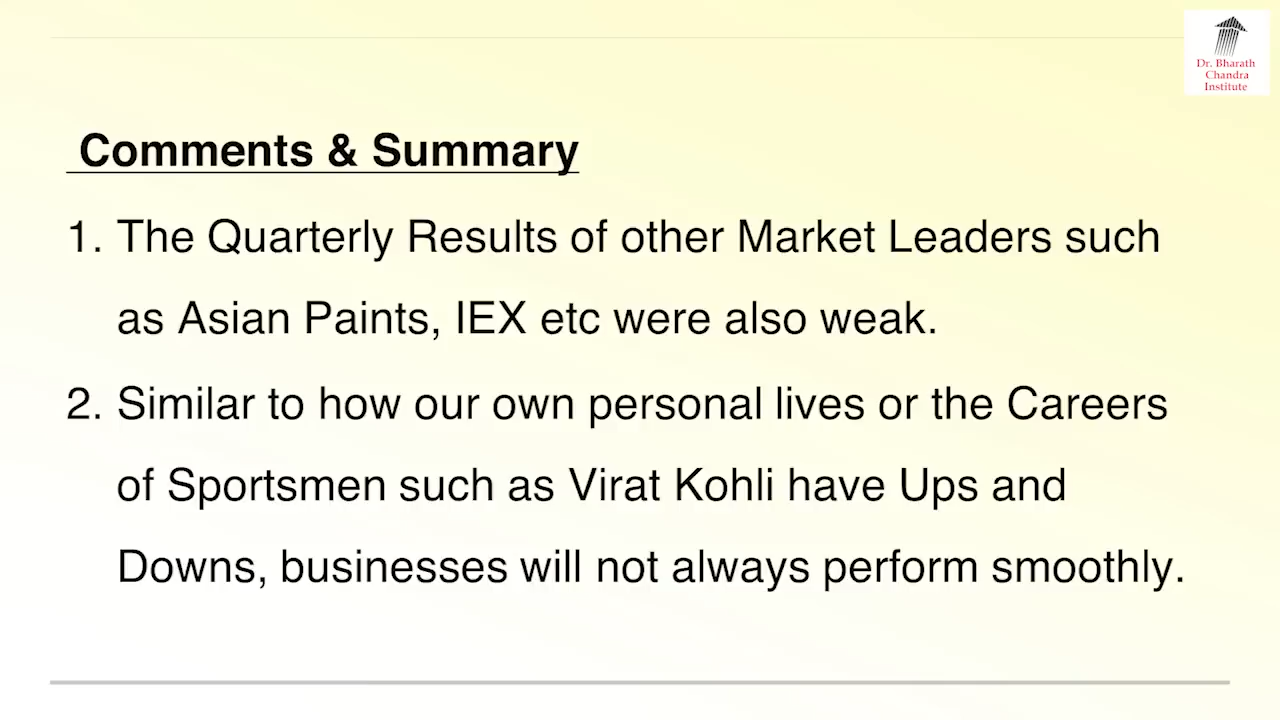 Dr. Bharath
Chandra
Institute
Comments & Summary
1. The Quarterly Results of other Market Leaders such
as Asian Paints, IEX etc were also weak.
2. Similar to how our own personal lives or the Careers
of Sportsmen such as Virat Kohli have Ups and
Downs, businesses will not always perform smoothly.